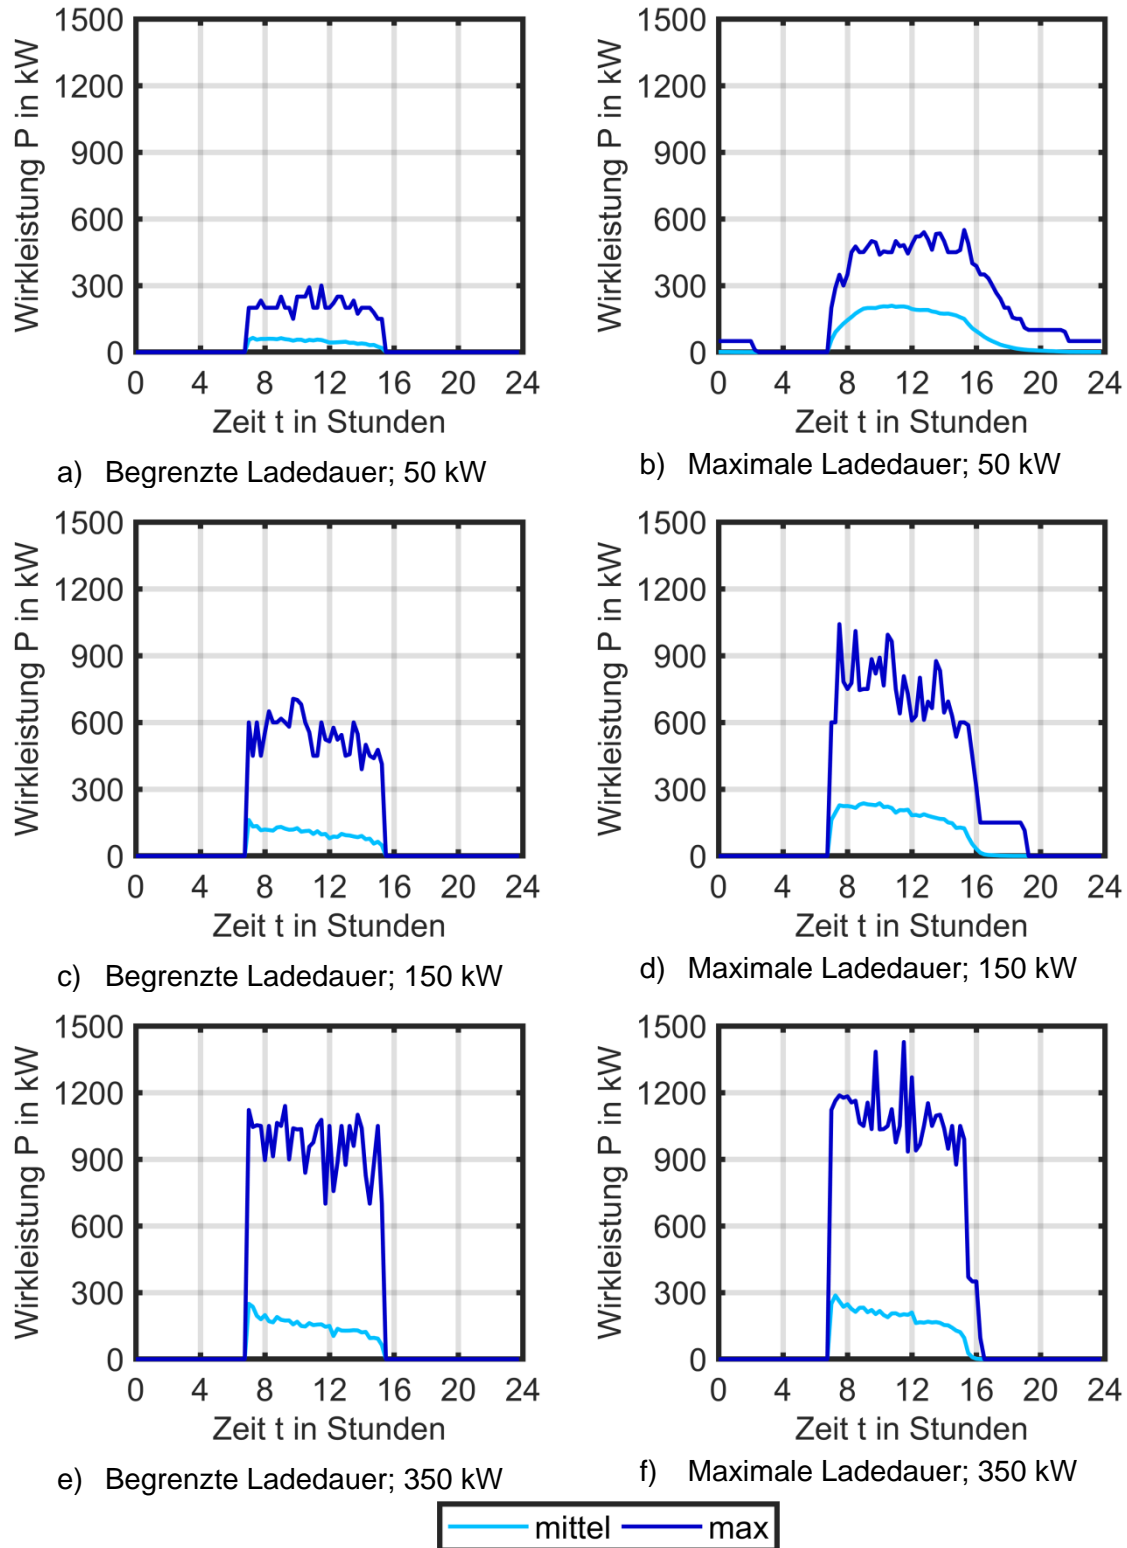 Wirkleistung P in kW
1500
1200
900
600
300
0
0 4 8 12 16 20 24
Zeit t in Stunden
a) Begrenzte Ladedauer; 50 kW
Wirkleistung P in kW
1500
1200
900
600
300
0
0 4 8 12 16 20 24
Zeit t in Stunden
b) Maximale Ladedauer; 50 kW
Wirkleistung P in kW
1500
1200
900
600
300
0
0 4 8 12 16 20 24
Zeit t in Stunden
c) Begrenzte Ladedauer; 150 kW
Wirkleistung P in kW
1500
1200
900
600
300
0
0 4 8 12 16 20 24
Zeit t in Stunden
d) Maximale Ladedauer; 150 kW
Wirkleistung P in kW
1500
1200
900
600
300
0
0 4 8 12 16 20 24
Zeit t in Stunden
e) Begrenzte Ladedauer; 350 kW
Wirkleistung P in kW
1500
1200
900
600
300
0
0 4 8 12 16 20 24
Zeit t in Stunden
f) Maximale Ladedauer; 350 kW
mittel max